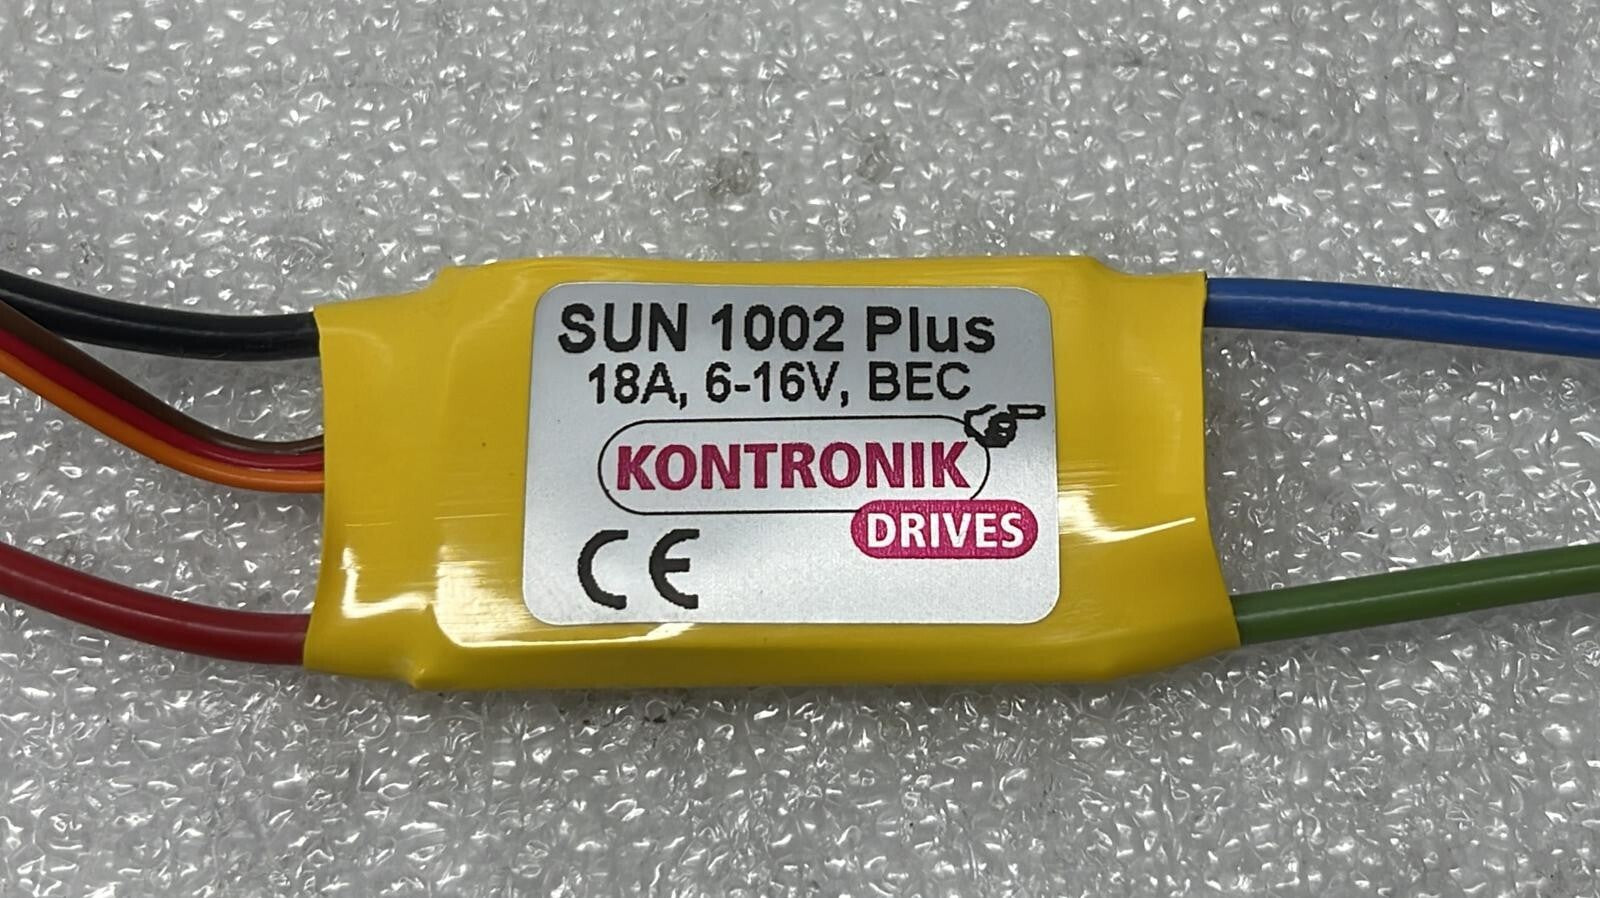 SUN 1002 Plus
18A, 6-16V, BEC
KONTRONIK
DRIVES
CE